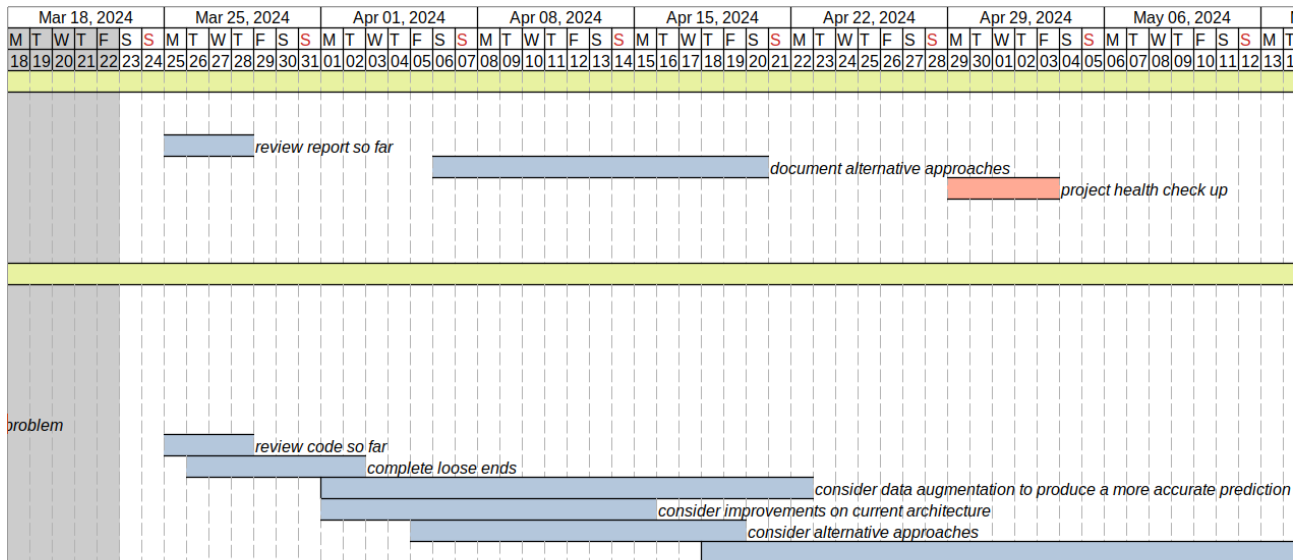 Mar 18, 2024 Mar 25, 2024 Apr 01, 2024 Apr 08, 2024 Apr 15, 2024 Apr 22, 2024 Apr 29, 2024 May 06, 2024
M T W T F S S M T W T F S S M T W T F S S M T W T F S S M T W T F S S M T W T F S S M T W T F S S M T W T F S S M T
18 19 20 21 22 23 24 25 26 27 28 29 30 31 01 02 03 04 05 06 07 08 09 10 11 12 13 14 15 16 17 18 19 20 21 22 23 24 25 26 27 28 29 30 01 02 03 04 05 06 07 08 09 10 11 12 13
review report so far
document alternative approaches
project health check up
problem
review code so far
complete loose ends
consider data augmentation to produce a more accurate prediction
consider improvements on current architecture
consider alternative approaches